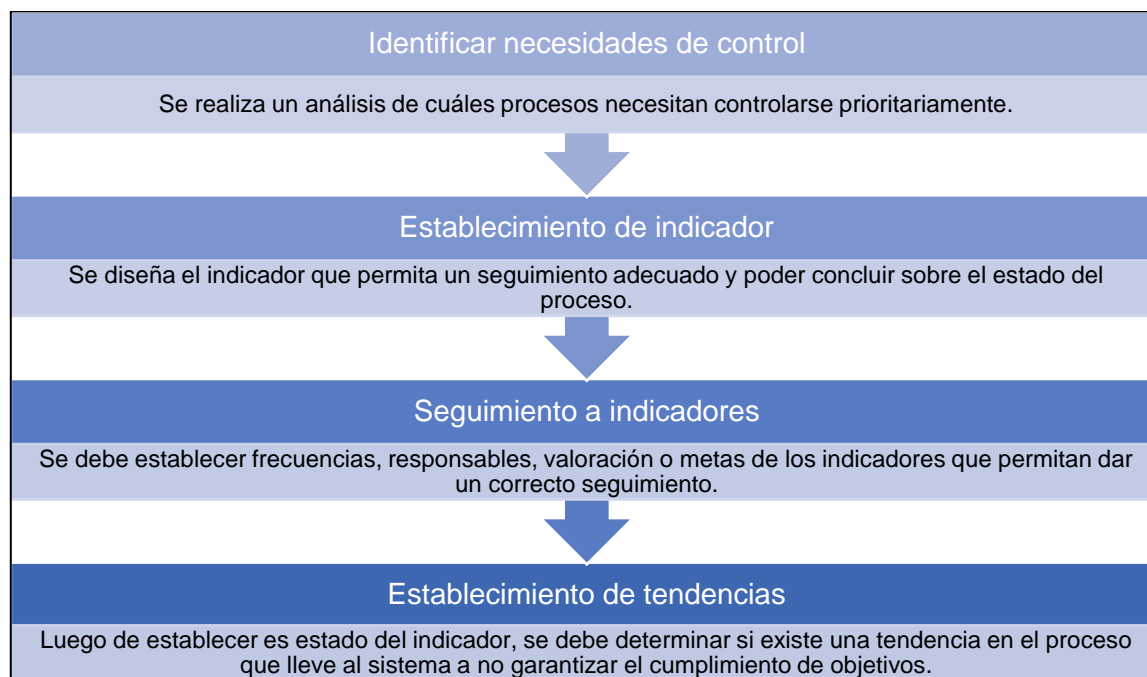 Identificar necesidades de control
Se realiza un análisis de cuáles procesos necesitan controlarse prioritariamente.
Establecimiento de indicador
Se diseña el indicador que permita un seguimiento adecuado y poder concluir sobre el estado del
proceso.
Seguimiento a indicadores
Se debe establecer frecuencias, responsables, valoración o metas de los indicadores que permitan dar
un correcto seguimiento.
Establecimiento de tendencias
Luego de establecer es estado del indicador, se debe determinar si existe una tendencia en el proceso
que lleve al sistema a no garantizar el cumplimiento de objetivos.